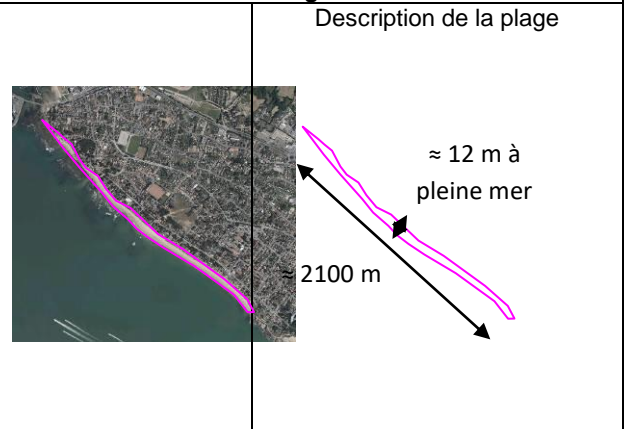 Description de la plage
≈ 12 m à
pleine mer
≈ 2100 m